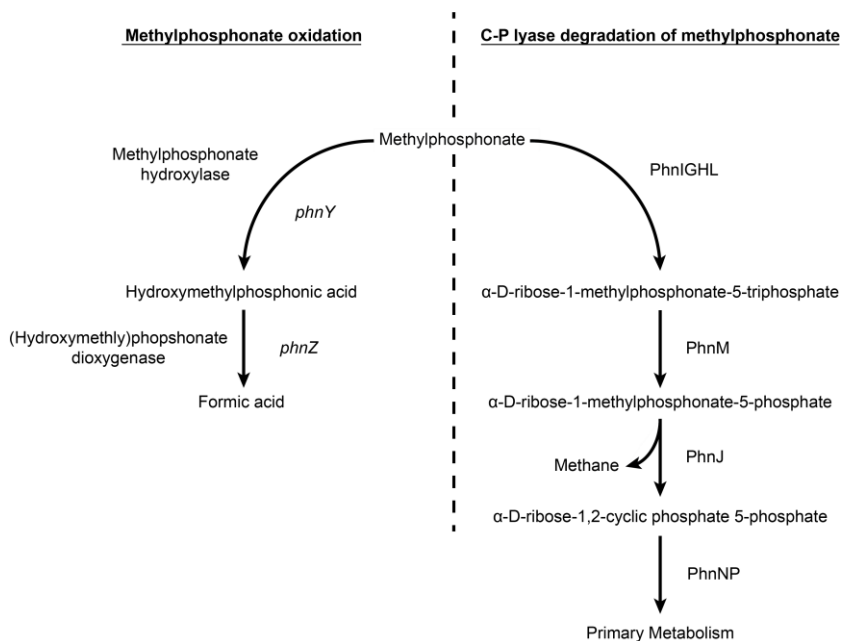 Methylphosphonate oxidation
C-P lyase degradation of methylphosphonate
Methylphosphonate
Methylphosphonate
hydroxylase
phnY
PhnIGHL
Hydroxymethylphosphonic acid
α-D-ribose-1-methylphosphonate-5-triphosphate
(Hydroxymethly)phopshonate
dioxygenase
phnZ
PhnM
Formic acid
α-D-ribose-1-methylphosphonate-5-phosphate
Methane
PhnJ
α-D-ribose-1,2-cyclic phosphate 5-phosphate
PhnNP
Primary Metabolism